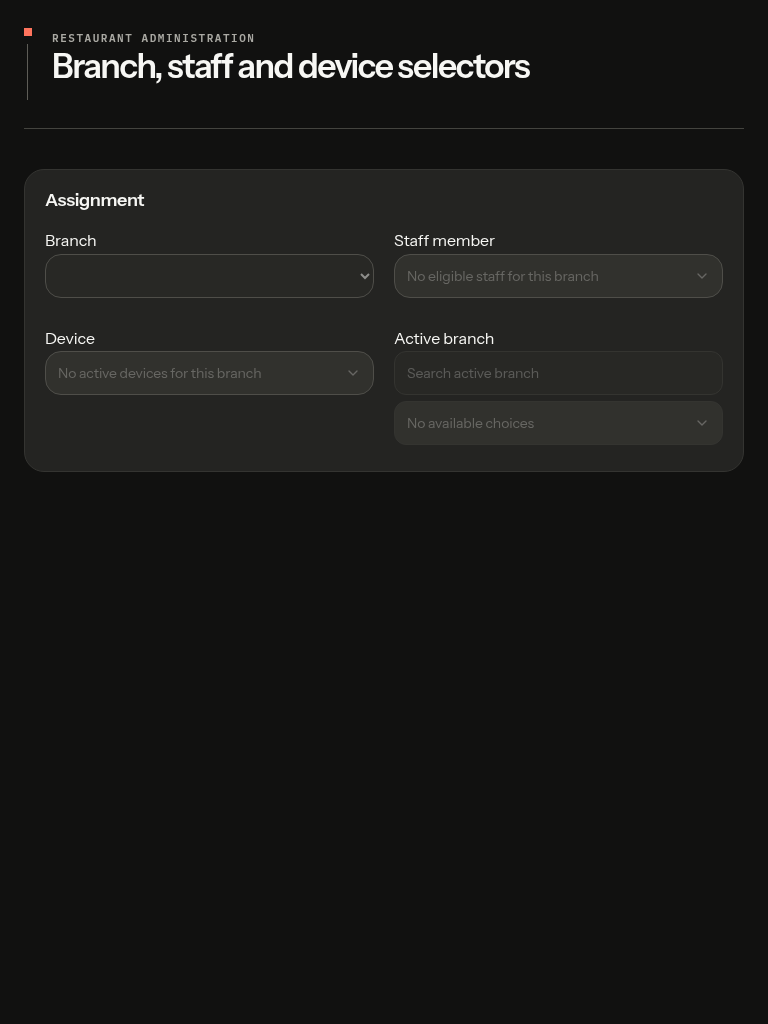 RESTAURANT ADMINISTRATION
Branch, staff and device selectors
Assignment
Branch
Staff member
No eligible staff for this branch
Device
No active devices for this branch
Active branch
Search active branch
No available choices